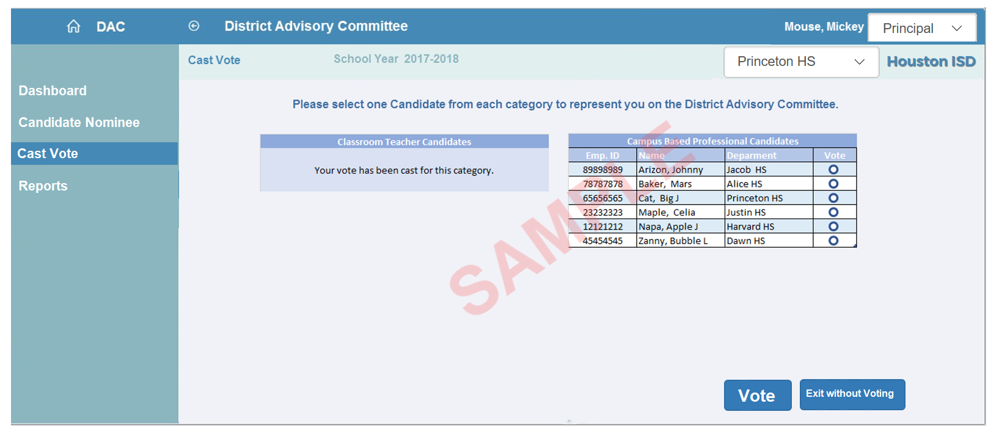 DAC
District Advisory Committee
Mouse, Mickey
Principal
Cast Vote
School Year 2017-2018
Princeton HS
Houston ISD
Dashboard
Candidate Nominee
Cast Vote
Reports
Please select one Candidate from each category to represent you on the District Advisory Committee.
Classroom Teacher Candidates
Your vote has been cast for this category.
Campus Based Professional Candidates
Emp. ID Name Deparment Vote
89898989 Arizon, Johnny Jacob HS
78787878 Baker, Mars Alice HS
65656565 Cat, Big J Princeton HS
23232323 Maple, Celia Justin HS
12121212 Napa, Apple J Harvard HS
45454545 Zanny, Bubble L Dawn HS
SAMPLE
Vote
Exit without Voting